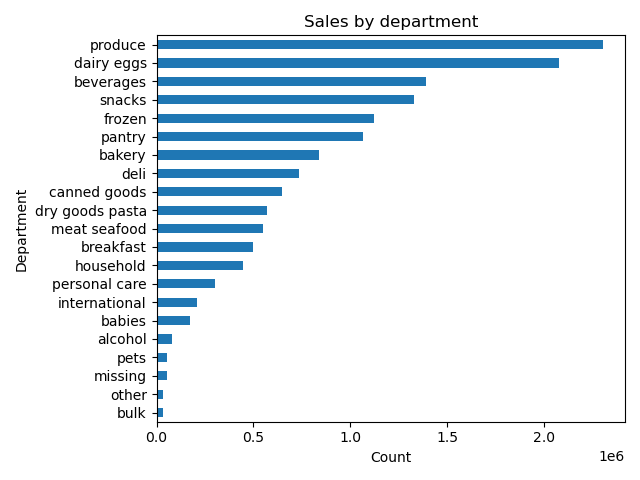 Sales by department
produce
dairy eggs
beverages
snacks
frozen
pantry
bakery
deli
canned goods
dry goods pasta
meat seafood
breakfast
household
personal care
international
babies
alcohol
pets
missing
other
bulk
Department
0.0 0.5 1.0 1.5 2.0
1e6
Count